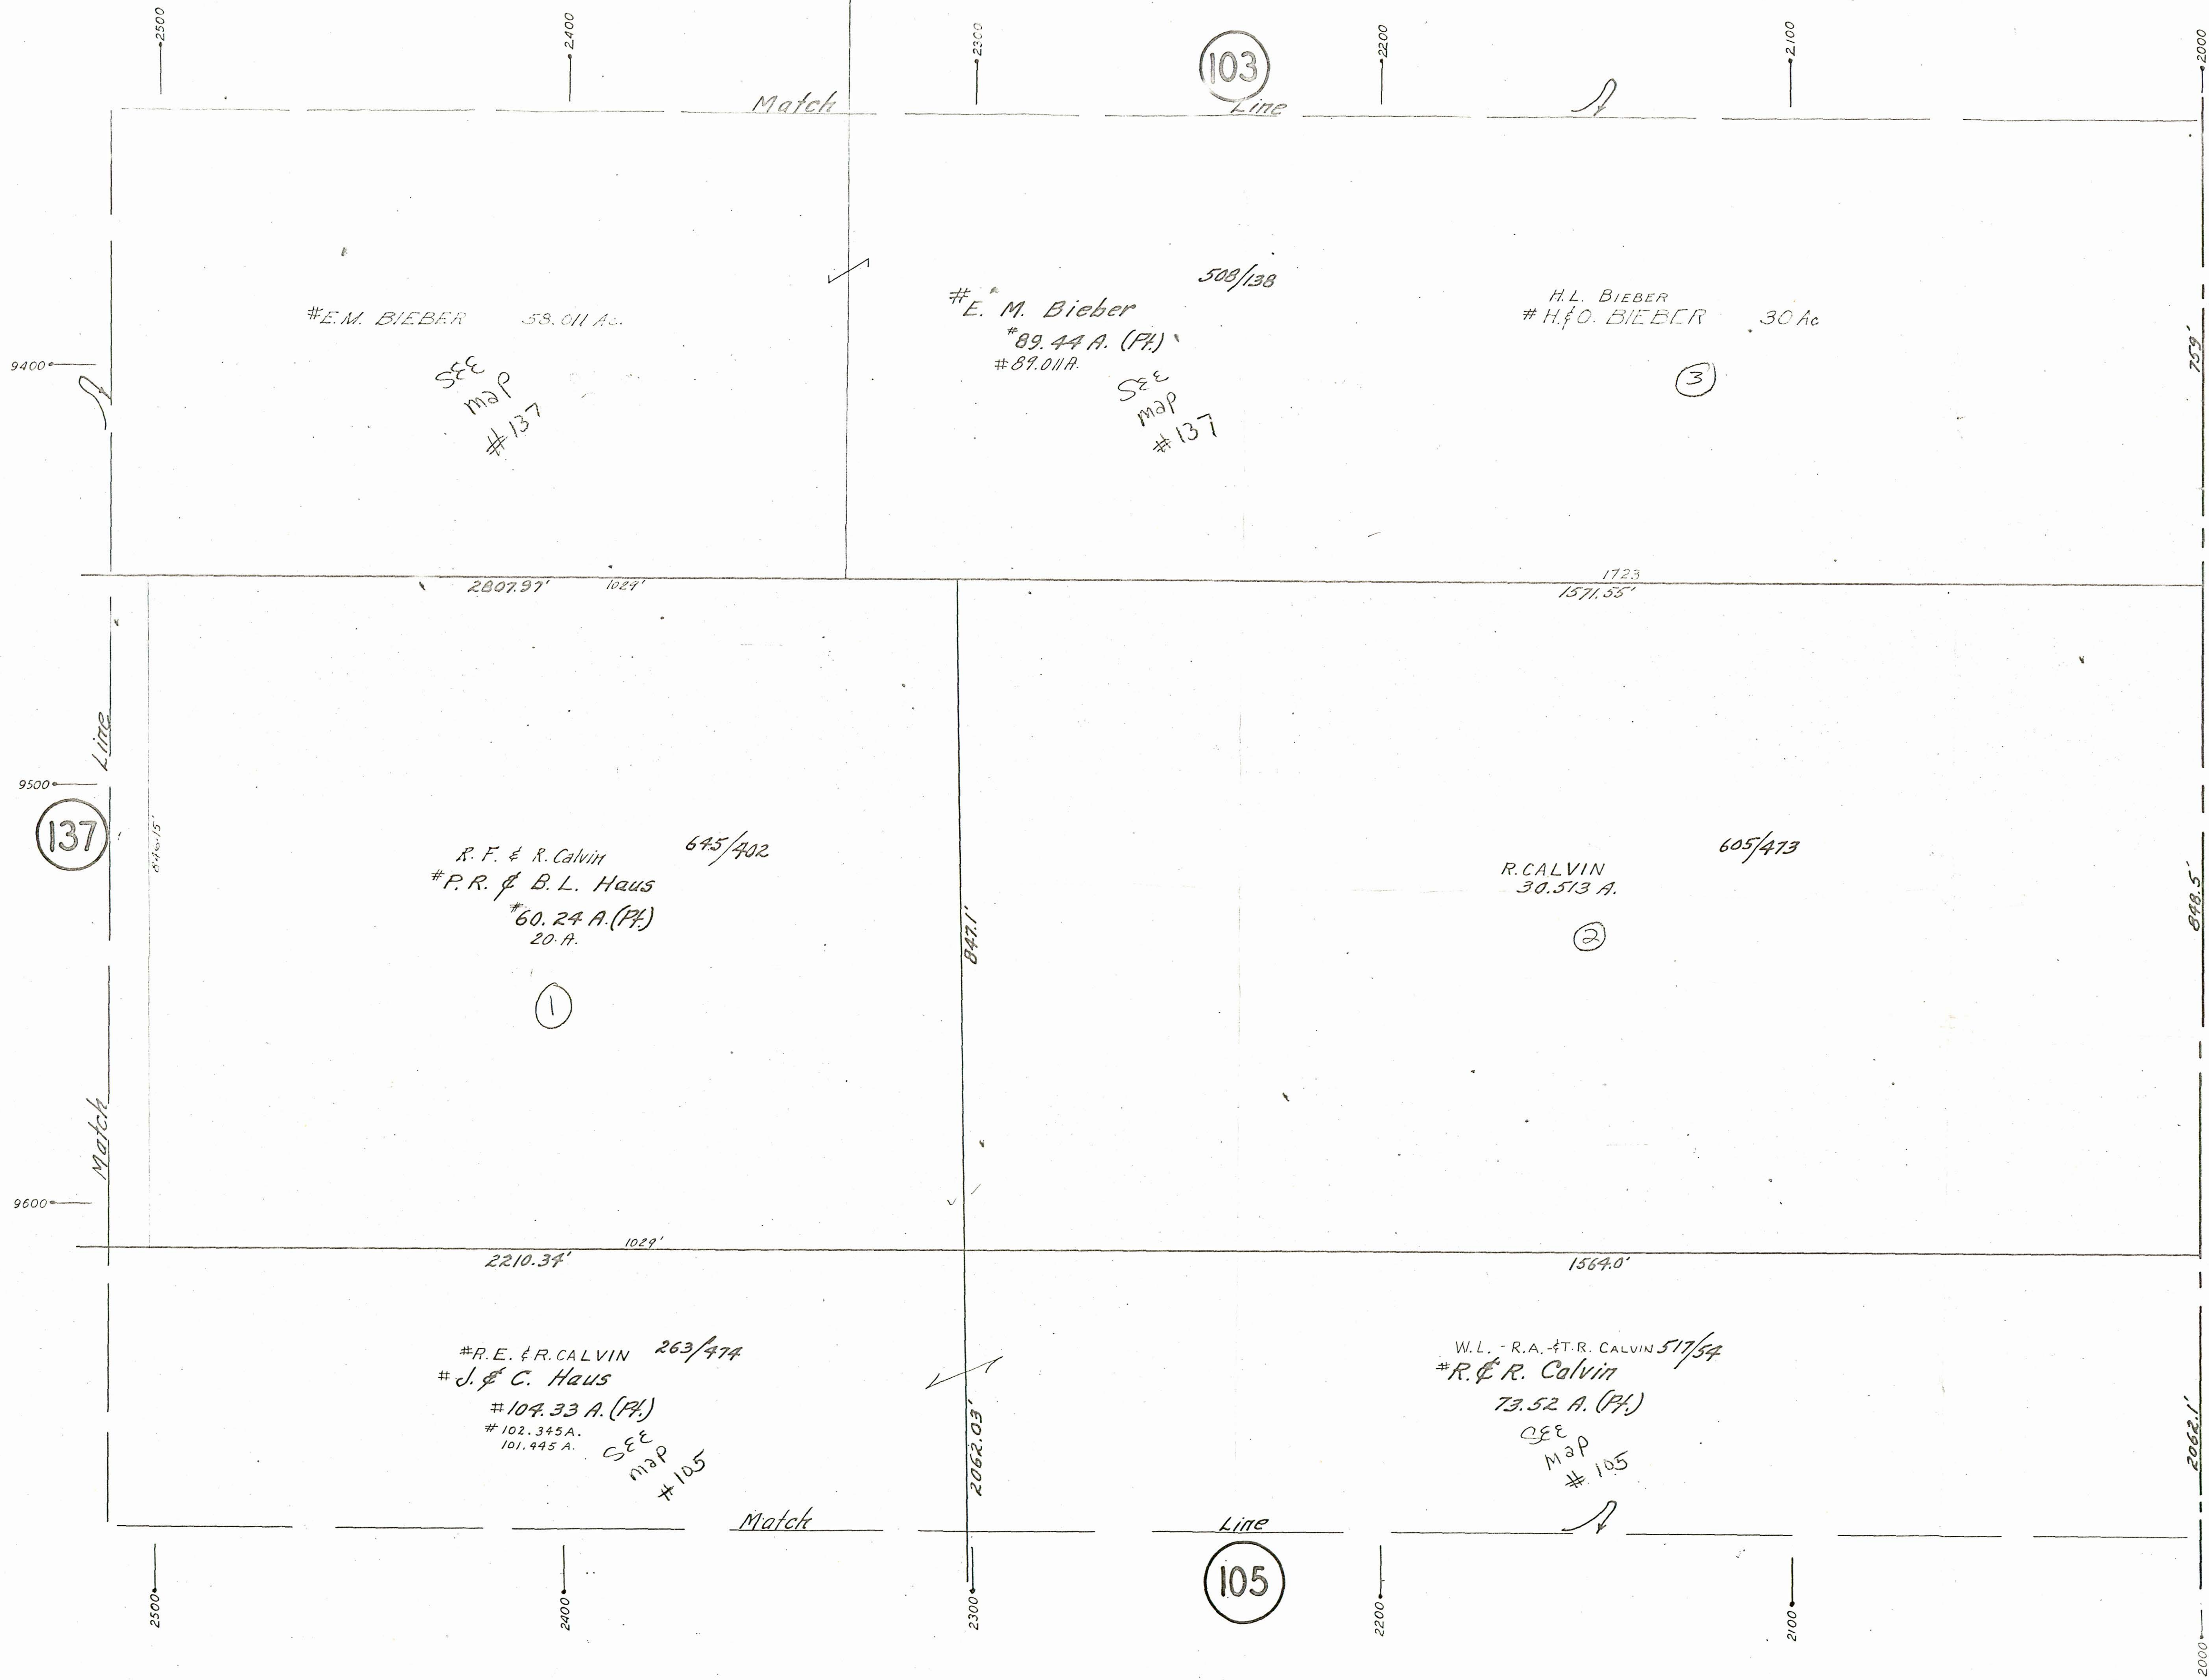 2500
2400
2300
2200
2100
2000
103
Match Line
#E.M. BIEBER 58.011 Ac.
SEE
map
#137
508/138
#E. M. Bieber
#89.44 A. (Pt.)
#89.011A.
SEE
map
#137
H.L. BIEBER
# H.&O. BIEBER 30 Ac
3
759'
9400
2807.97' 1029'
1723
1571.55'
Line
9500
137
Match
9600
R. F. & R. Calvin
645/402
#P.R. & B.L. Haus
#60.24 A.(Pt.)
20. A.
1
847.1'
605/473
R.CALVIN
30.513 A.
2
848.5'
1029'
2210.34'
1564.0'
#R.E. & R.CALVIN 263/474
#J. & C. Haus
#104.33 A.(Pt.)
#102.345A.
101.445 A.
SEE
map
#105
2062.03'
W.L. - R.A.-&T.R. CALVIN 517/54
#R.& R. Calvin
73.52 A. (Pt.)
SEE
Map
# 105
2062.1'
Match Line
105
2500
2400
2300
2200
2100
2000